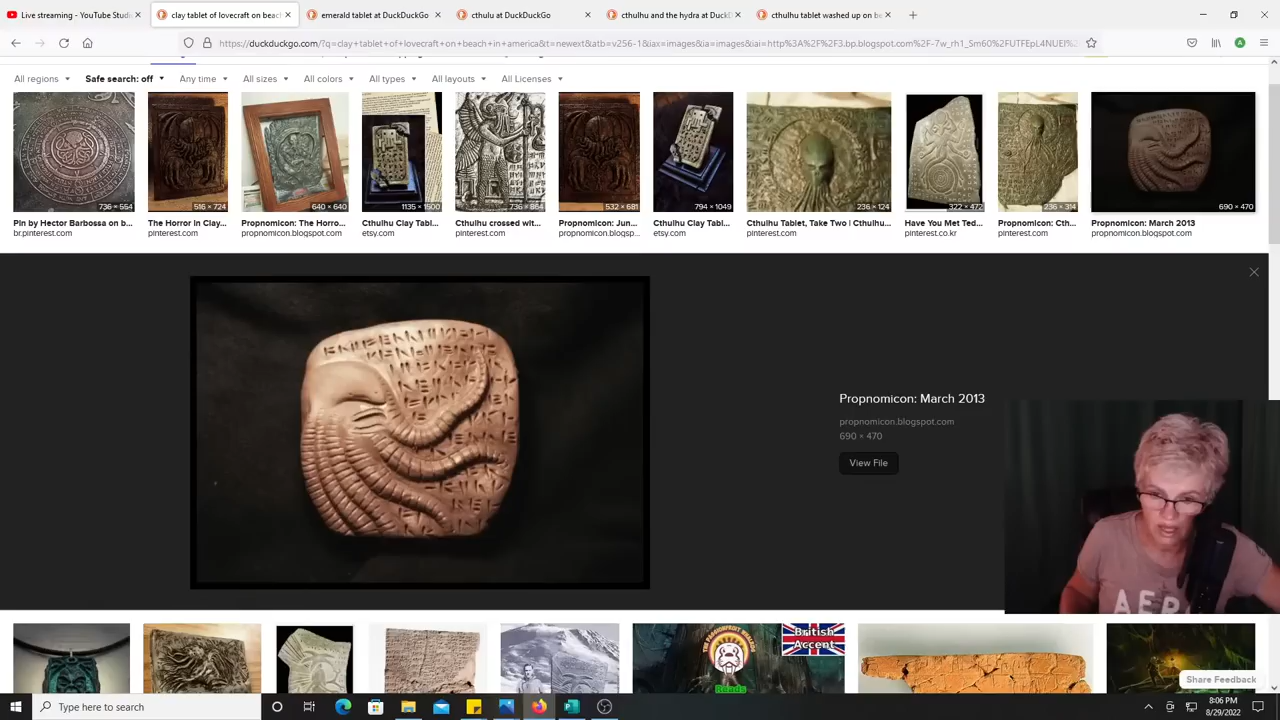 Live streaming - YouTube Studi
clay tablet of lovecraft on beac
emerald tablet at DuckDuckGo
cthulu at DuckDuckGo
cthulhu and the hydra at DuckD
cthulhu tablet washed up on be
https://duckduckgo.com/?q=clay+tablet+of+lovecraft+on+beach+in+america&t=newext&atb=v256-1&iax=images&ia=images&iai=http%3A%2F%2F3.bp.blogspot.com%2F-7w_rh1_Sm60%2FUTFEpL4NUEI%
All regions
Safe search: off
Any time
All sizes
All colors
All types
All layouts
All Licenses
736 × 554
516 × 724
640 × 640
1135 × 1500
736 × 864
532 × 681
794 × 1049
236 × 124
322 × 472
236 × 314
690 × 470
Pin by Hector Barbossa on b...
The Horror in Clay...
Propnomicon: The Horro...
Cthulhu Clay Tabl...
Cthulhu crossed wit...
Propnomicon: Jun...
Cthulhu Clay Tabl...
Cthulhu Tablet, Take Two | Cthulhu...
Have You Met Ted...
Propnomicon: Cth...
Propnomicon: March 2013
br.pinterest.com
pinterest.com
propnomicon.blogspot.com
etsy.com
pinterest.com
propnomicon.blogsp...
etsy.com
pinterest.com
pinterest.co.kr
pinterest.com
propnomicon.blogspot.com
Propnomicon: March 2013
propnomicon.blogspot.com
690 × 470
View File
AER
British
Accent
Reads
Share Feedback
Type here to search
8:06 PM
8/29/2022